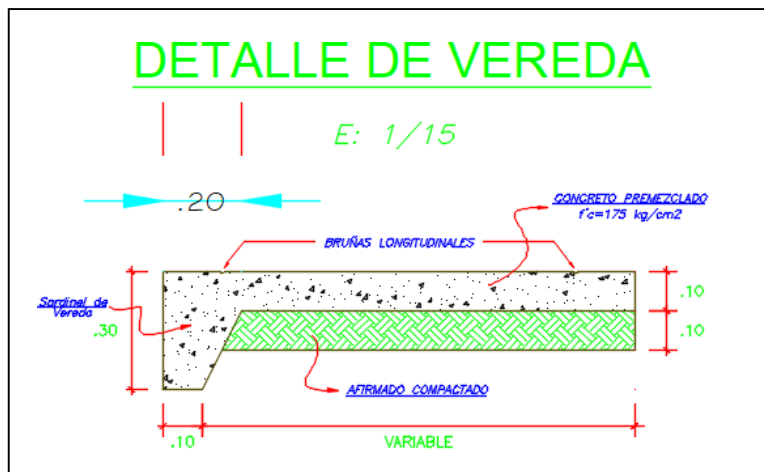 DETALLE DE VEREDA
E: 1/15
.20
CONCRETO PREMEZCLADO
f'c=175 kg/cm2
BRUÑAS LONGITUDINALES
Sardinel de
Vereda
.30
.10
.10
AFIRMADO COMPACTADO
.10
VARIABLE